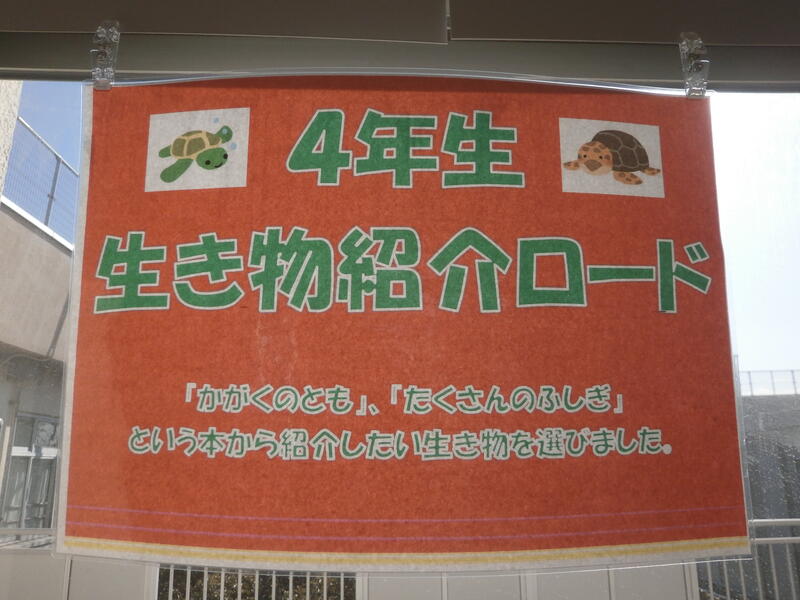 4年生
生き物紹介ロード
『かがくのとも』、『たくさんのふしぎ』
という本から紹介したい生き物を選びました。